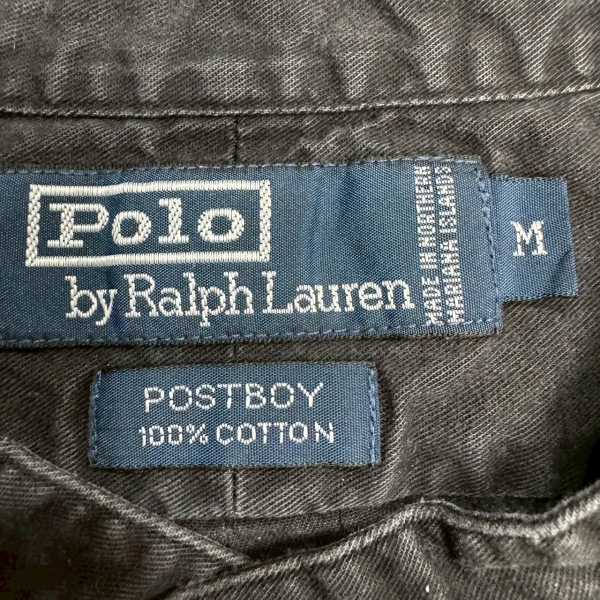 Polo
by Ralph Lauren
MADE IN NORTHERN
MARIANA ISLANDS
M
POSTBOY
100% COTTON